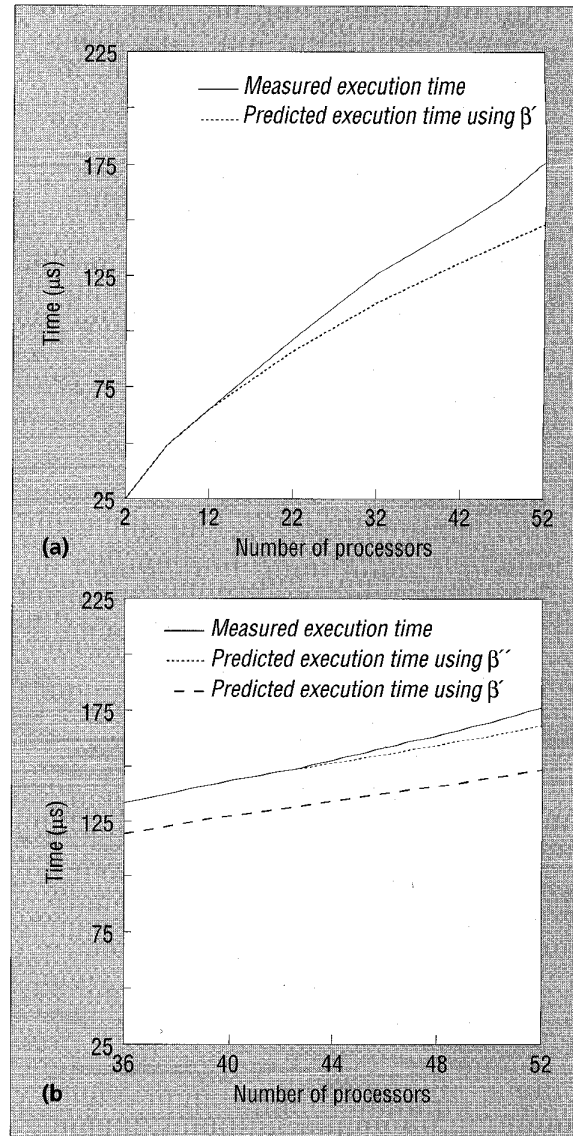 225
175
125
75
25
Time (μs)
Measured execution time
Predicted execution time using β′
2 12 22 32 42 52
(a)
Number of processors
225
175
125
75
25
Time (μs)
Measured execution time
Predicted execution time using β′′
Predicted execution time using β′
36 40 44 48 52
(b
Number of processors